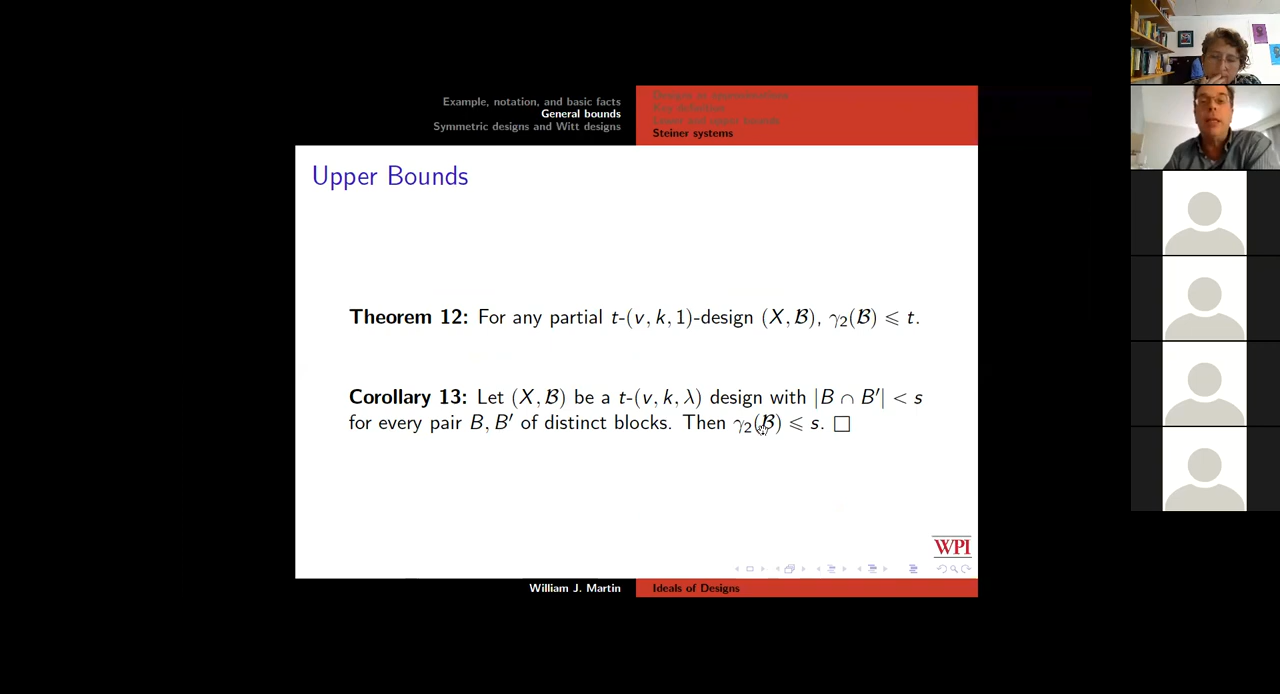 Example, notation, and basic facts
General bounds
Symmetric designs and Witt designs
Steiner systems
Upper Bounds
Theorem 12: For any partial t-(v, k, 1)-design (X, ℬ), γ₂(ℬ) ⩽ t.
Corollary 13: Let (X, ℬ) be a t-(v, k, λ) design with |B ∩ B′| < s
for every pair B, B′ of distinct blocks. Then γ₂(ℬ) ⩽ s. □
WPI
William J. Martin
Ideals of Designs